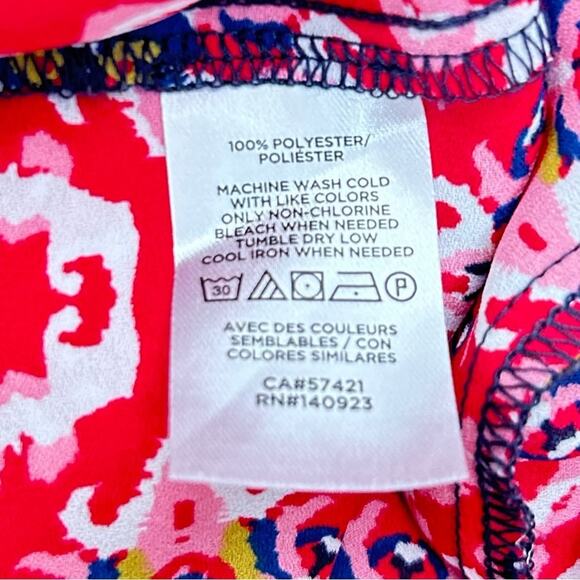 100% POLYESTER/
POLIÉSTER
MACHINE WASH COLD
WITH LIKE COLORS
ONLY NON-CHLORINE
BLEACH WHEN NEEDED
TUMBLE DRY LOW
COOL IRON WHEN NEEDED
30 P
AVEC DES COULEURS
SEMBLABLES / CON
COLORES SIMILARES
CA#57421
RN#140923